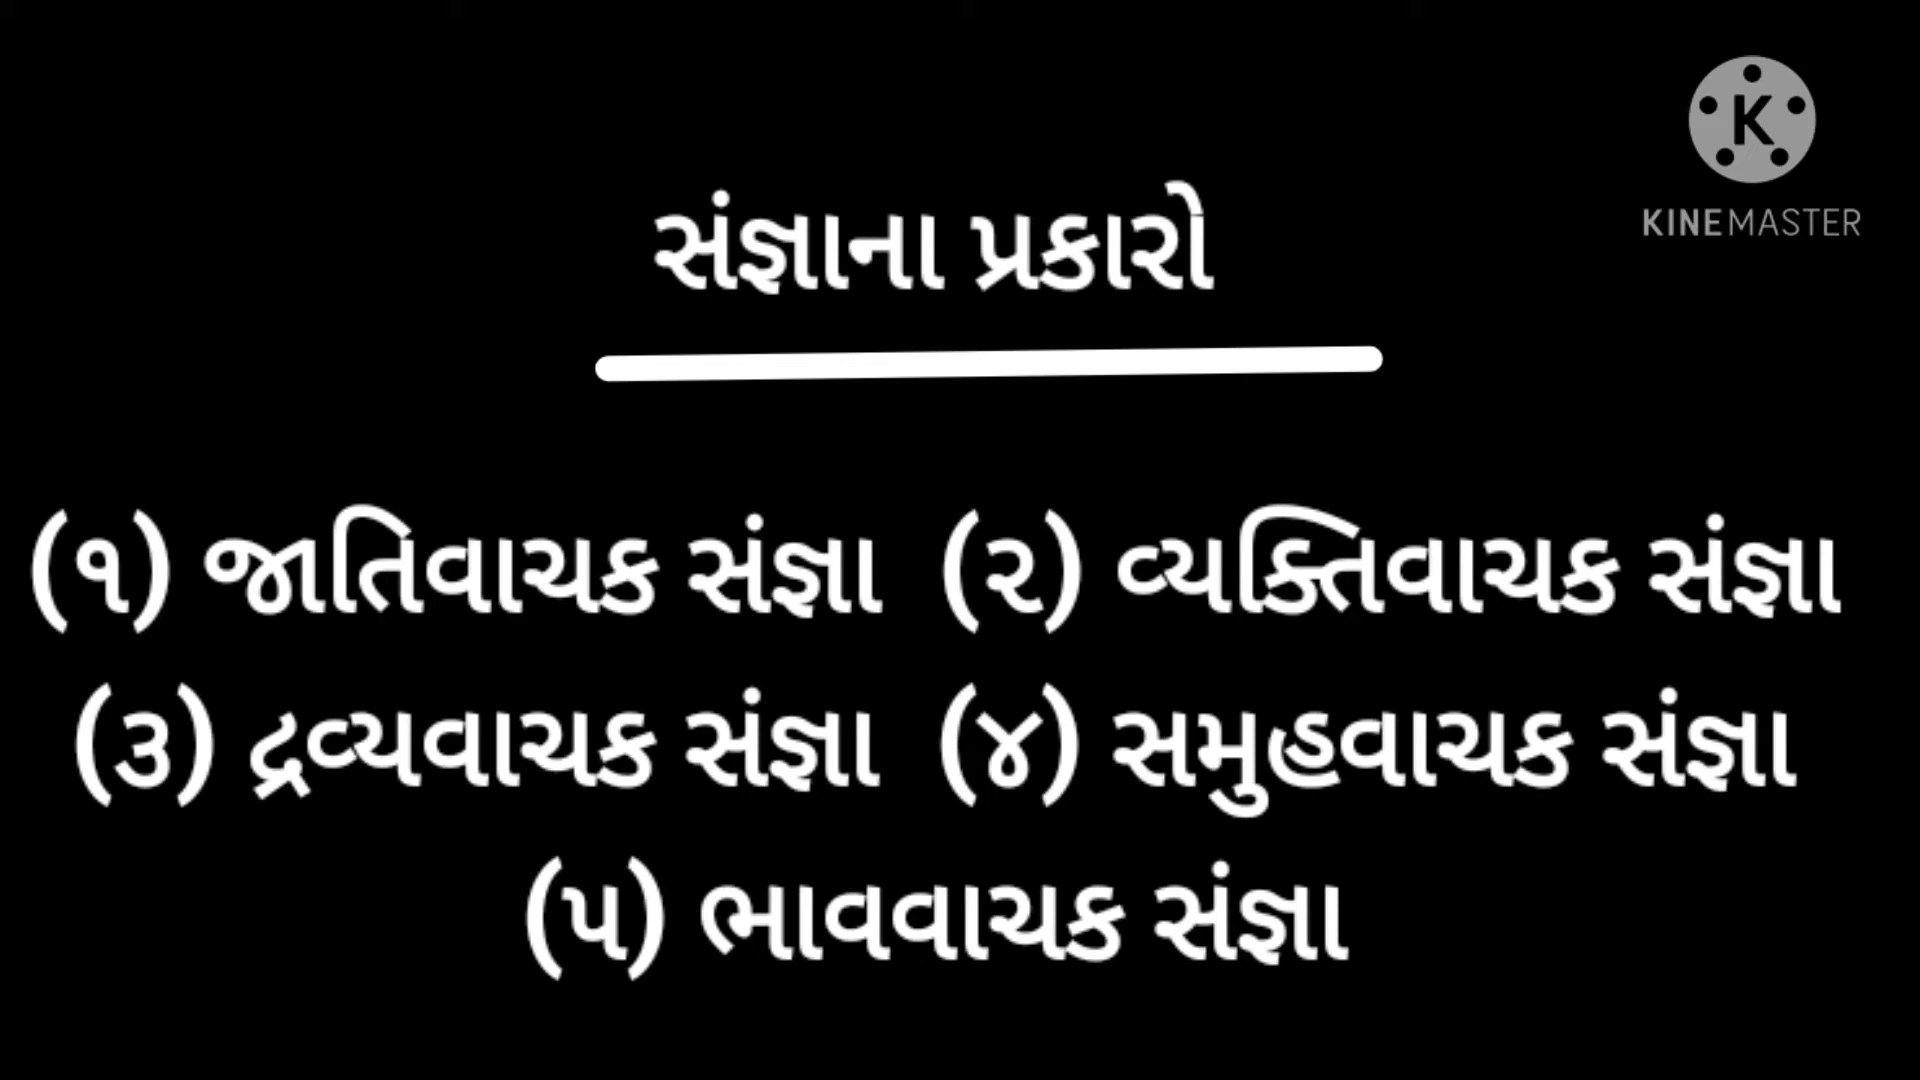 K
KINEMASTER
સંજ્ઞાના પ્રકારો
(૧) જાતિવાચક સંજ્ઞા (૨) વ્યક્તિવાચક સંજ્ઞા
(૩) દ્રવ્યવાચક સંજ્ઞા (૪) સમુહવાચક સંજ્ઞા
(૫) ભાવવાચક સંજ્ઞા